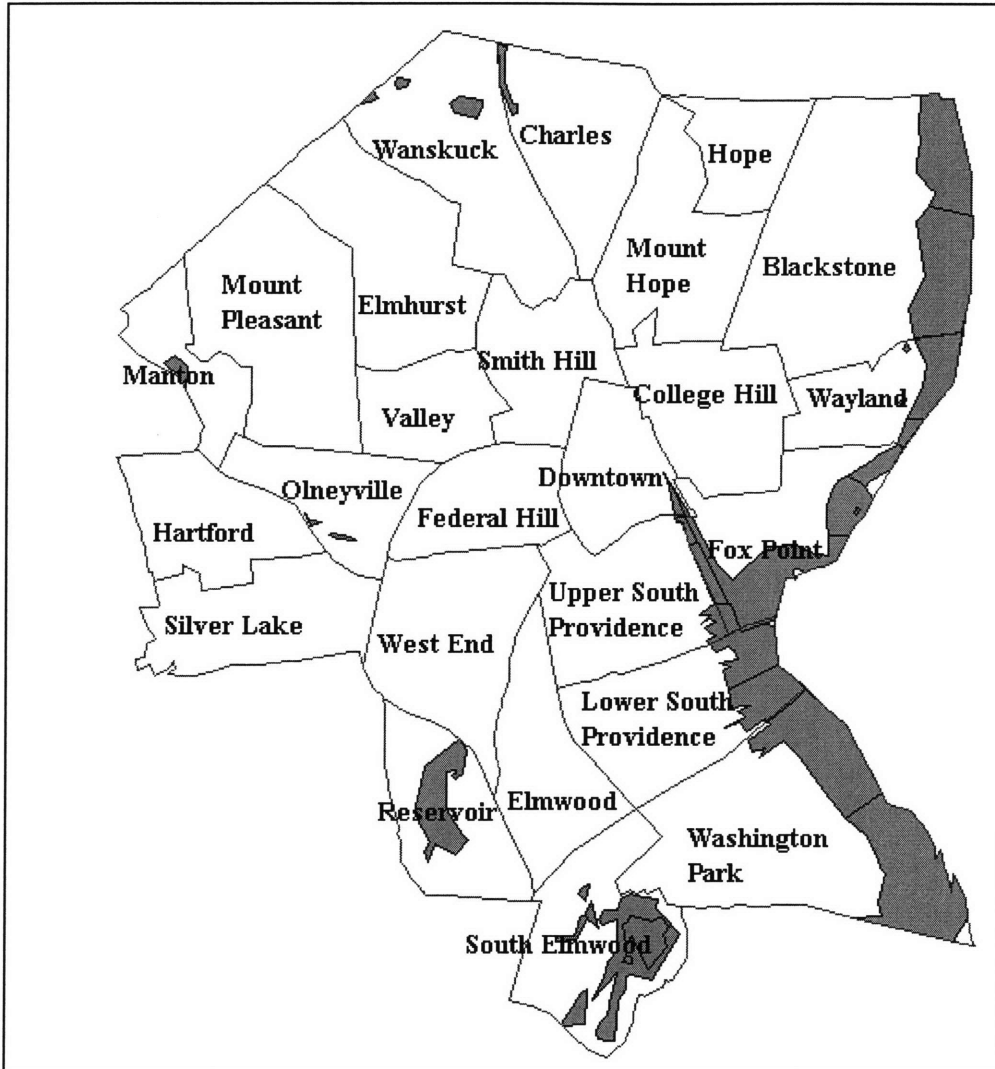 Charles
Wanskuck
Hope
Mount
Hope
Blackstone
Mount
Pleasant
Elmhurst
Smith Hill
Manton
College Hill
Wayland
Valley
Downtown
Olneyville
Federal Hill
Hartford
Fox Point
Upper South
Providence
Silver Lake
West End
Lower South
Providence
Elmwood
Reservoir
Washington
Park
South Elmwood